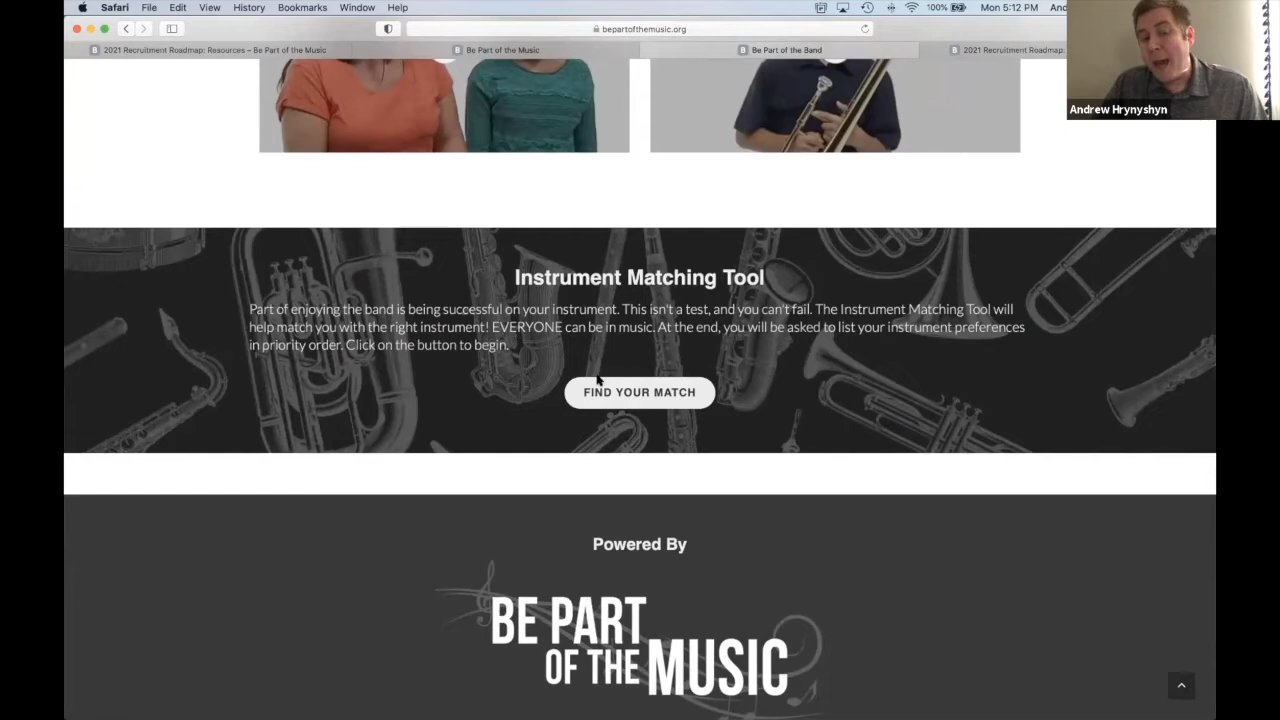 Safari File Edit View History Bookmarks Window Help 100% Mon 5:12 PM And
bepartofthemusic.org
2021 Recruitment Roadmap: Resources – Be Part of the Music
Be Part of the Music
Be Part of the Band
2021 Recruitment Roadmap:
Andrew Hrynyshyn
Instrument Matching Tool
Part of enjoying the band is being successful on your instrument. This isn't a test, and you can't fail. The Instrument Matching Tool will
help match you with the right instrument! EVERYONE can be in music. At the end, you will be asked to list your instrument preferences
in priority order. Click on the button to begin.
FIND YOUR MATCH
Powered By
BE PART
OF THE MUSIC